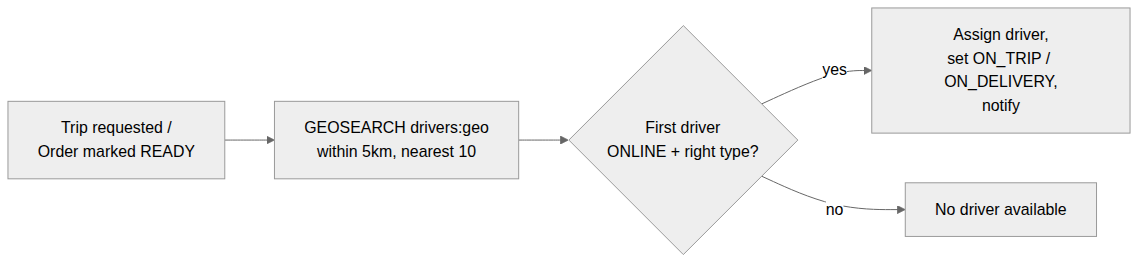 Trip requested /
Order marked READY
GEOSEARCH drivers:geo
within 5km, nearest 10
First driver
ONLINE + right type?
yes
Assign driver,
set ON_TRIP /
ON_DELIVERY,
notify
no
No driver available